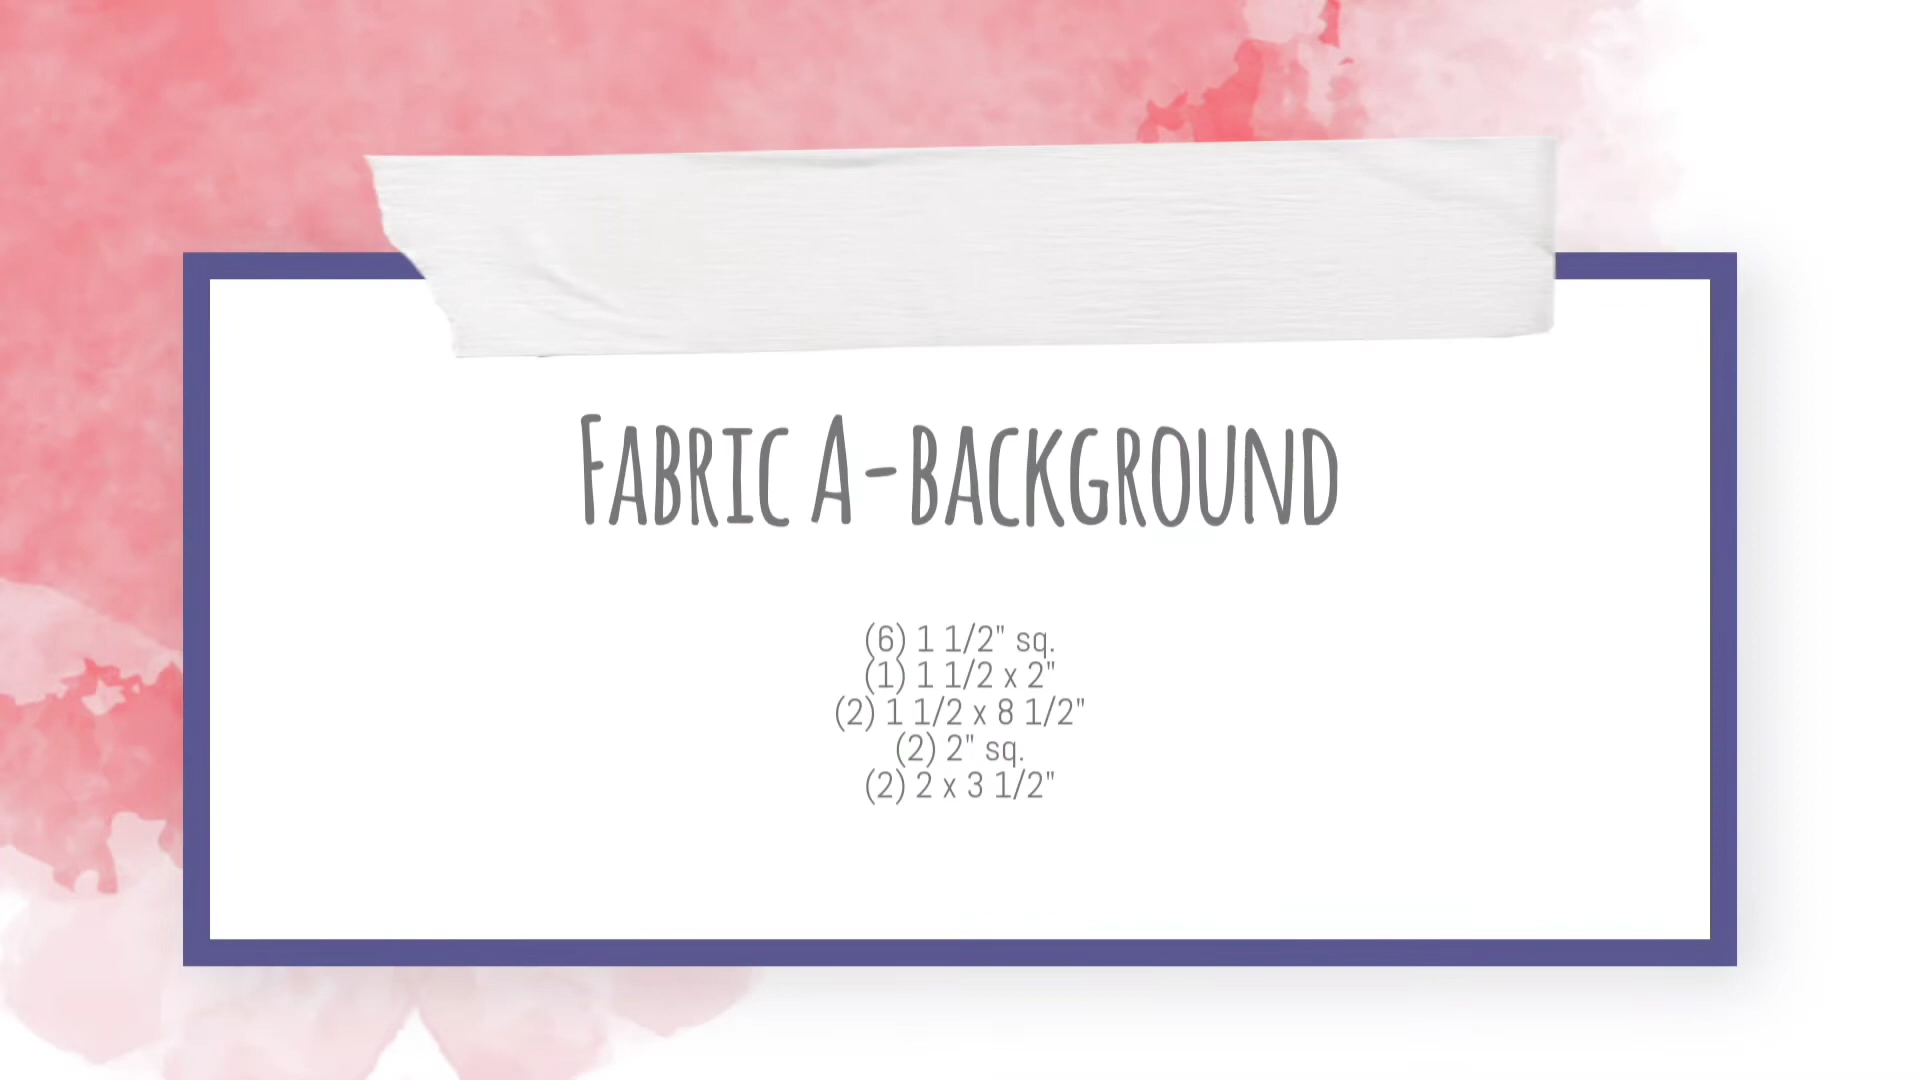 Fabric A-background
(6) 1 1/2" sq.
(1) 1 1/2 x 2"
(2) 1 1/2 x 8 1/2"
(2) 2" sq.
(2) 2 x 3 1/2"